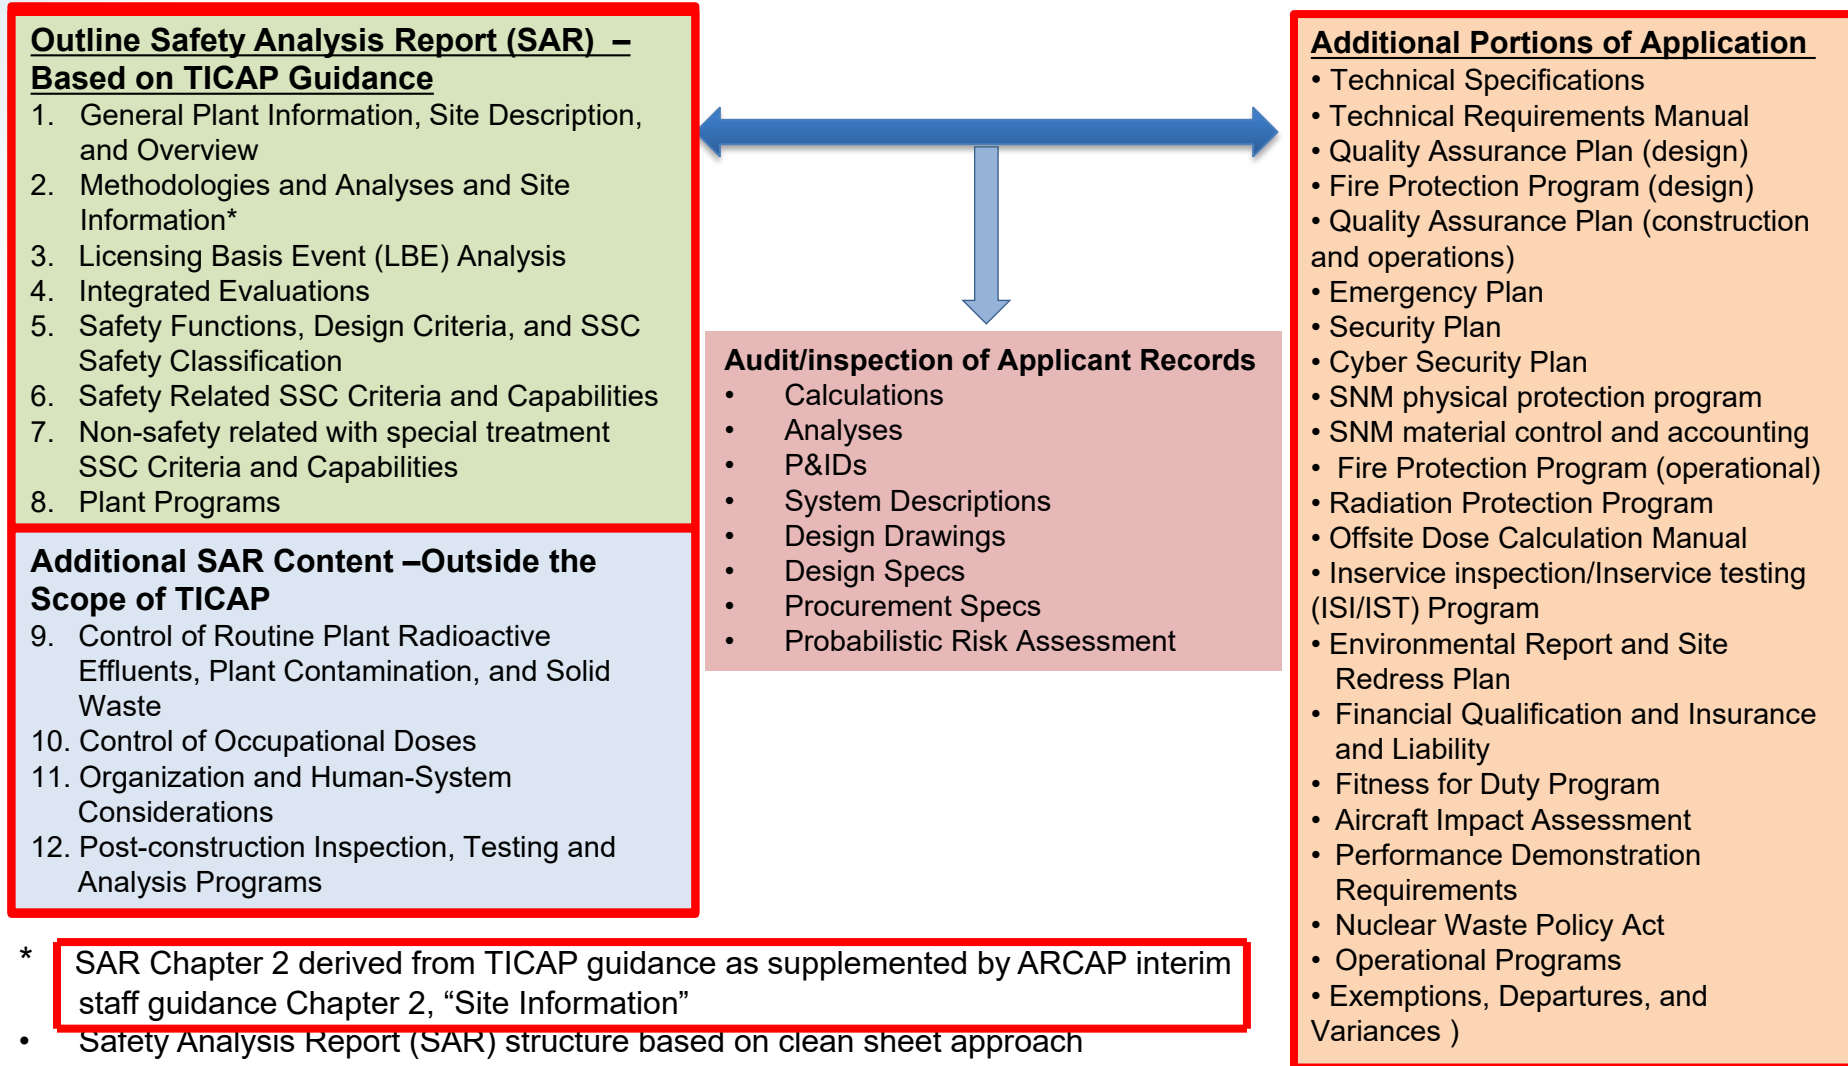 Outline Safety Analysis Report (SAR) –
Based on TICAP Guidance
1. General Plant Information, Site Description,
and Overview
2. Methodologies and Analyses and Site
Information*
3. Licensing Basis Event (LBE) Analysis
4. Integrated Evaluations
5. Safety Functions, Design Criteria, and SSC
Safety Classification
6. Safety Related SSC Criteria and Capabilities
7. Non-safety related with special treatment
SSC Criteria and Capabilities
8. Plant Programs
Additional SAR Content –Outside the
Scope of TICAP
9. Control of Routine Plant Radioactive
Effluents, Plant Contamination, and Solid
Waste
10. Control of Occupational Doses
11. Organization and Human-System
Considerations
12. Post-construction Inspection, Testing and
Analysis Programs
* SAR Chapter 2 derived from TICAP guidance as supplemented by ARCAP interim
staff guidance Chapter 2, “Site Information”
• Safety Analysis Report (SAR) structure based on clean sheet approach
Audit/inspection of Applicant Records
• Calculations
• Analyses
• P&IDs
• System Descriptions
• Design Drawings
• Design Specs
• Procurement Specs
• Probabilistic Risk Assessment
Additional Portions of Application
• Technical Specifications
• Technical Requirements Manual
• Quality Assurance Plan (design)
• Fire Protection Program (design)
• Quality Assurance Plan (construction
and operations)
• Emergency Plan
• Security Plan
• Cyber Security Plan
• SNM physical protection program
• SNM material control and accounting
• Fire Protection Program (operational)
• Radiation Protection Program
• Offsite Dose Calculation Manual
• Inservice inspection/Inservice testing
(ISI/IST) Program
• Environmental Report and Site
Redress Plan
• Financial Qualification and Insurance
and Liability
• Fitness for Duty Program
• Aircraft Impact Assessment
• Performance Demonstration
Requirements
• Nuclear Waste Policy Act
• Operational Programs
• Exemptions, Departures, and
Variances )